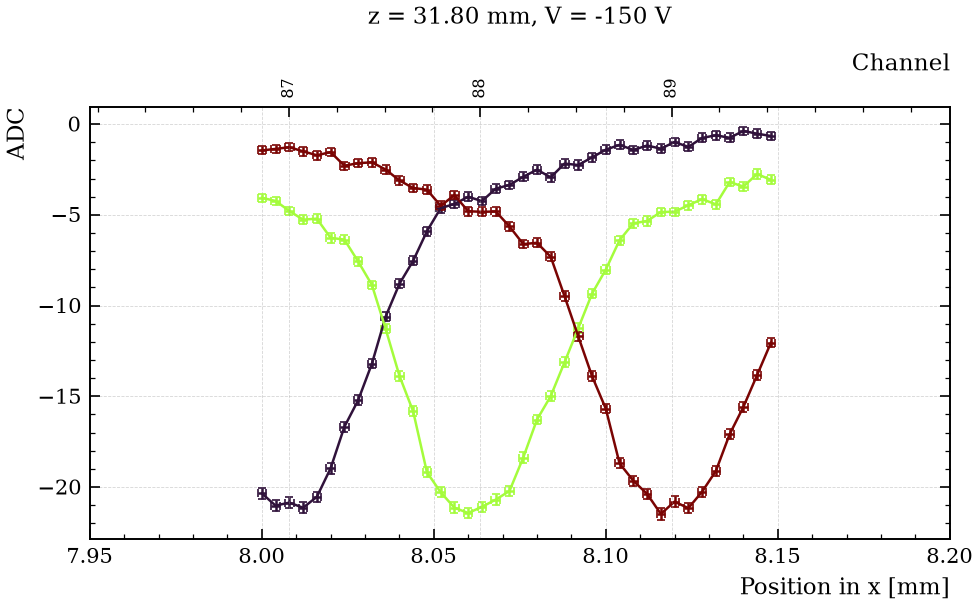 z = 31.80 mm, V = -150 V
Channel
87 88 89
ADC
0
−5
−10
−15
−20
7.95 8.00 8.05 8.10 8.15 8.20
Position in x [mm]